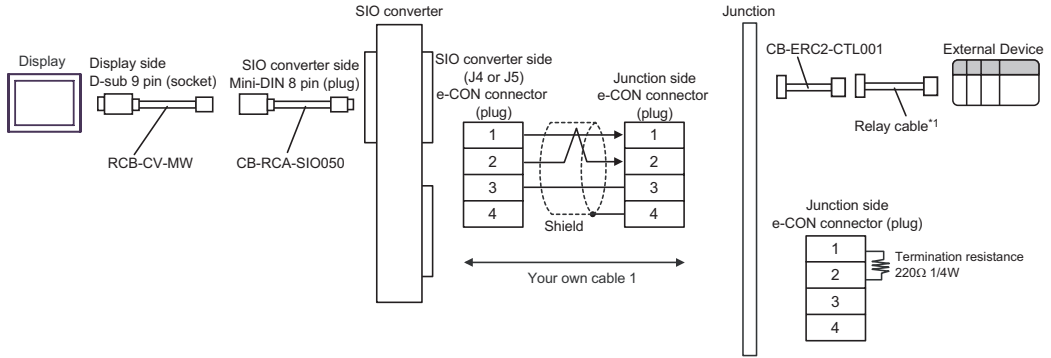 SIO converter
Junction
Display
Display side
D-sub 9 pin (socket)
SIO converter side
Mini-DIN 8 pin (plug)
RCB-CV-MW
CB-RCA-SIO050
SIO converter side
(J4 or J5)
e-CON connector
(plug)
1
2
3
4
Junction side
e-CON connector
(plug)
1
2
3
4
Shield
Your own cable 1
CB-ERC2-CTL001
External Device
Relay cable*1
Junction side
e-CON connector (plug)
1
2
3
4
Termination resistance
220Ω 1/4W